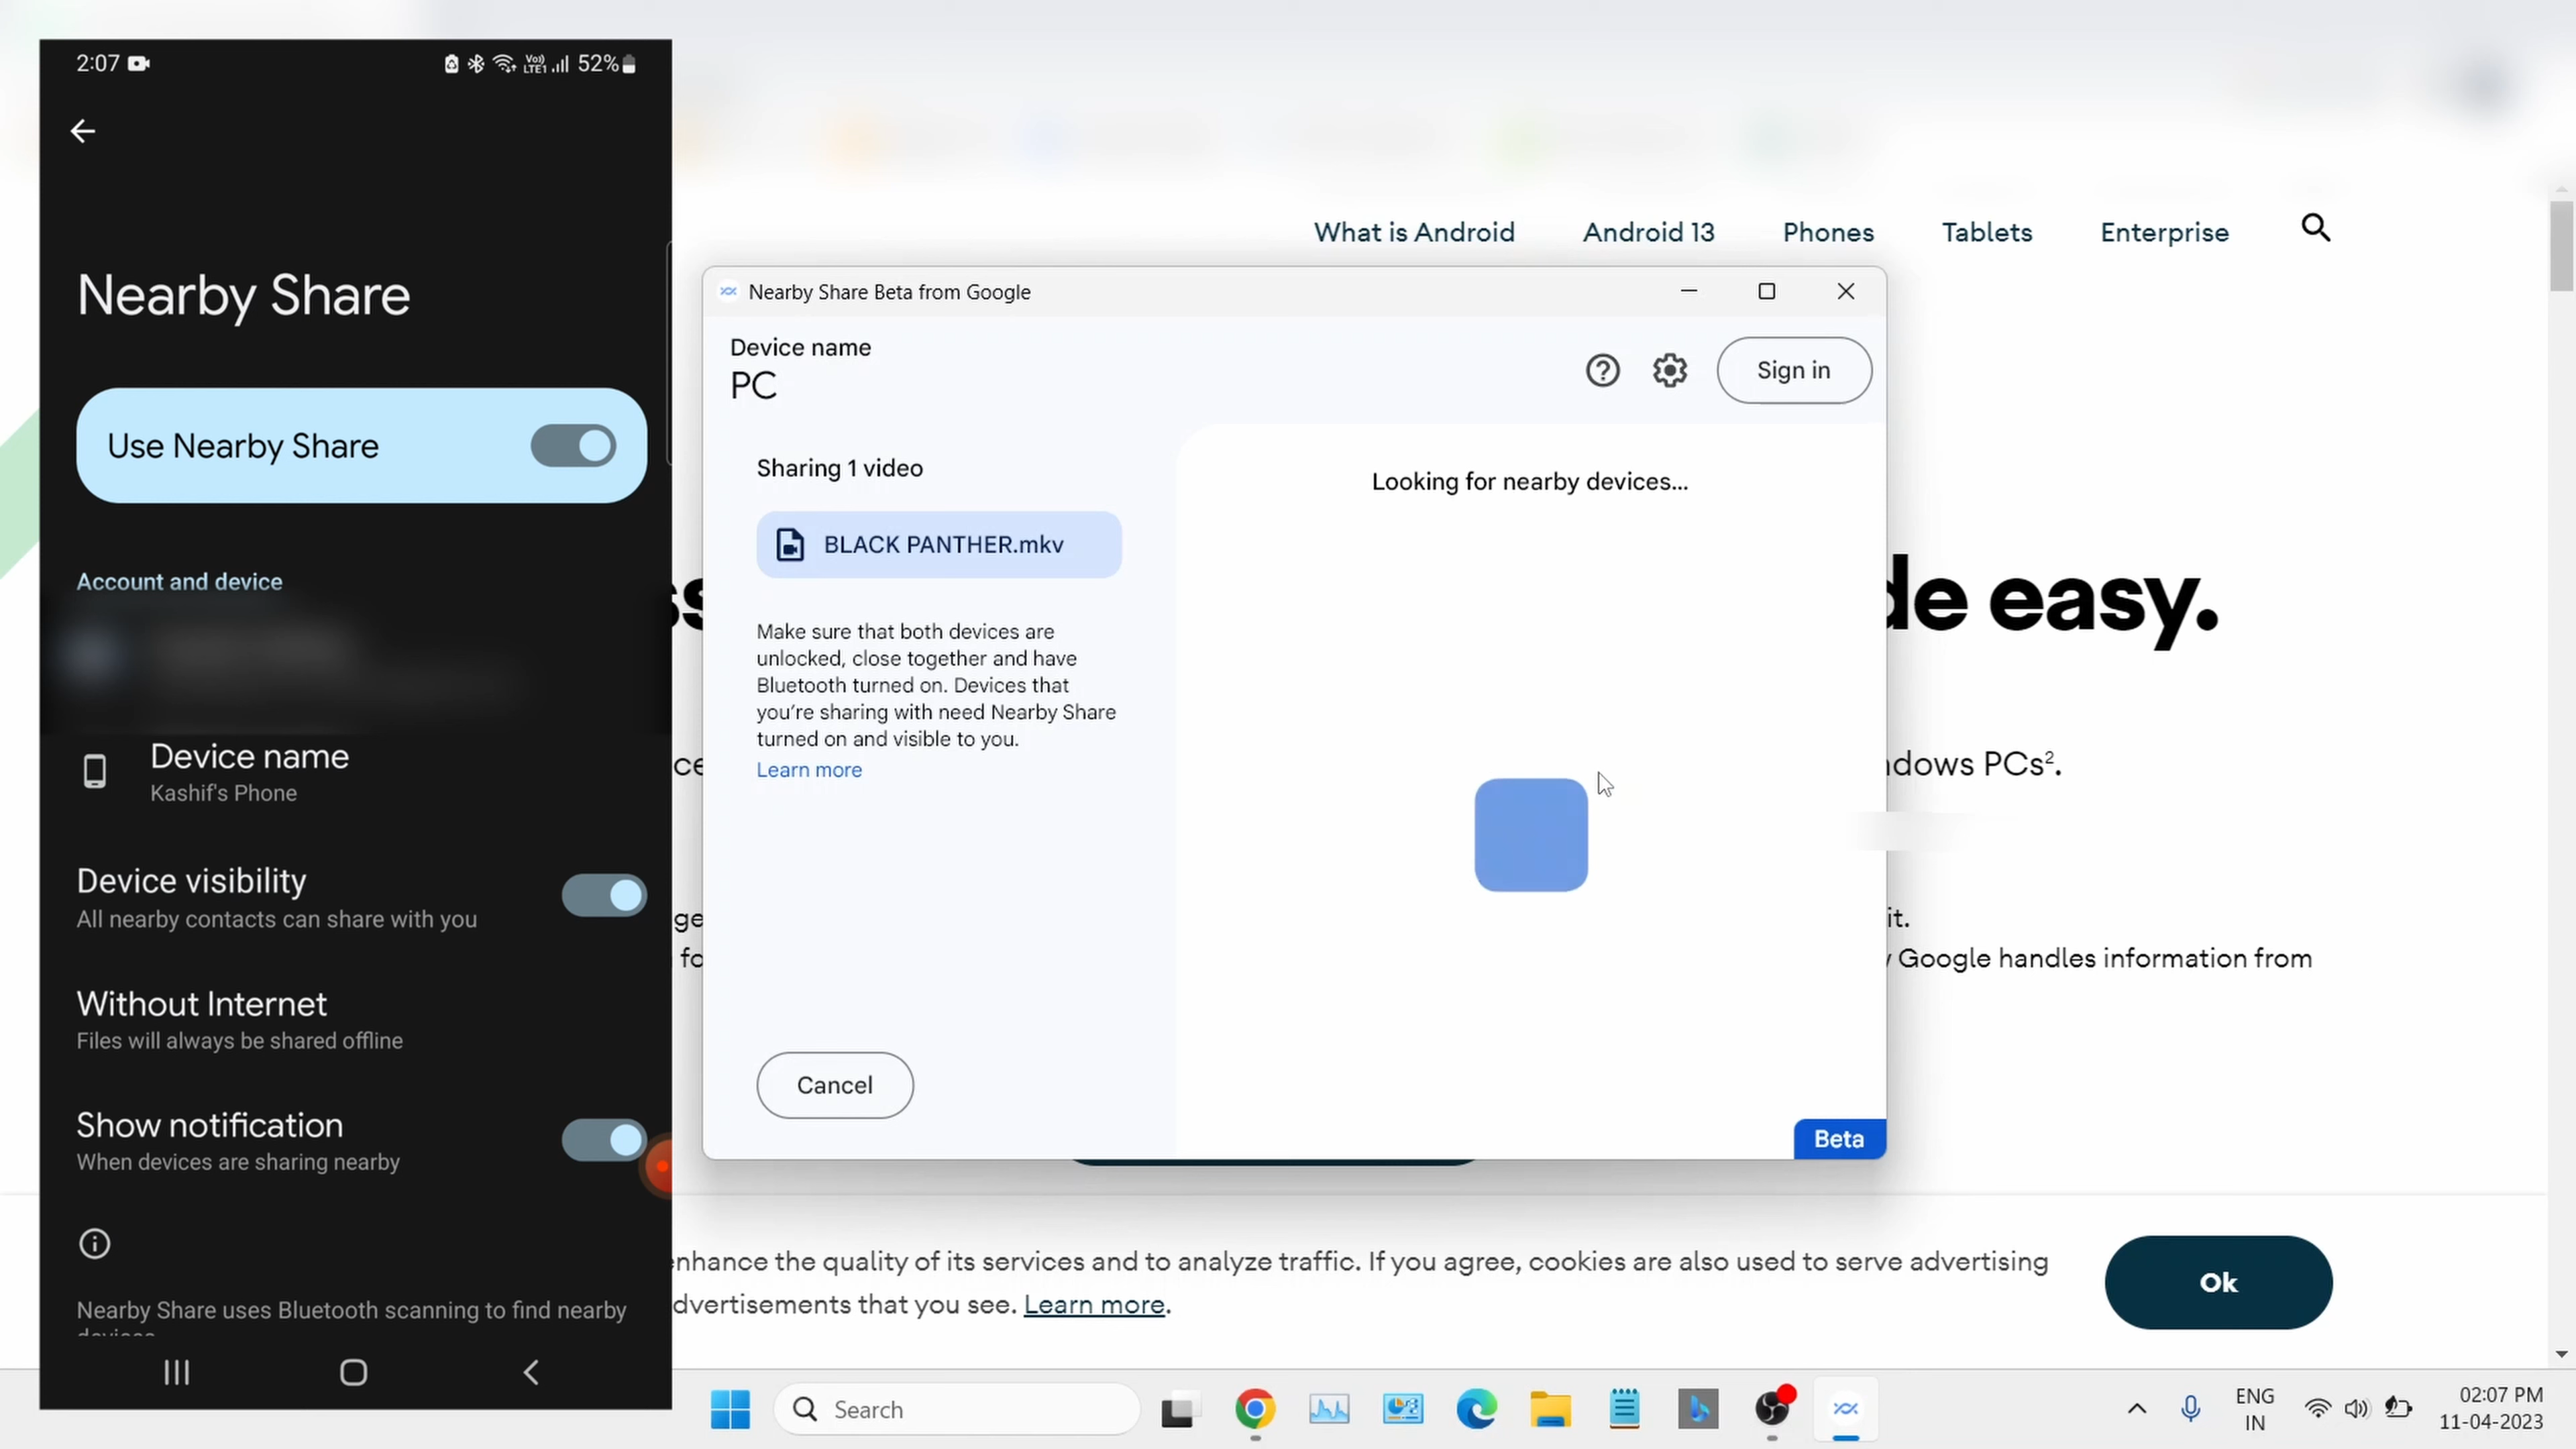 2:07
Vo)) LTE1 52%
Nearby Share
Use Nearby Share
Account and device
Device name
Kashif's Phone
Device visibility
All nearby contacts can share with you
Without Internet
Files will always be shared offline
Show notification
When devices are sharing nearby
Nearby Share uses Bluetooth scanning to find nearby
What is Android Android 13 Phones Tablets Enterprise
Nearby Share Beta from Google
Device name
PC
Sign in
Sharing 1 video
BLACK PANTHER.mkv
Make sure that both devices are
unlocked, close together and have
Bluetooth turned on. Devices that
you're sharing with need Nearby Share
turned on and visible to you.
Learn more
Cancel
Looking for nearby devices...
Beta
de easy.
ndows PCs2.
it.
Google handles information from
enhance the quality of its services and to analyze traffic. If you agree, cookies are also used to serve advertising
dvertisements that you see. Learn more.
Ok
Search
ENG
IN
02:07 PM
11-04-2023